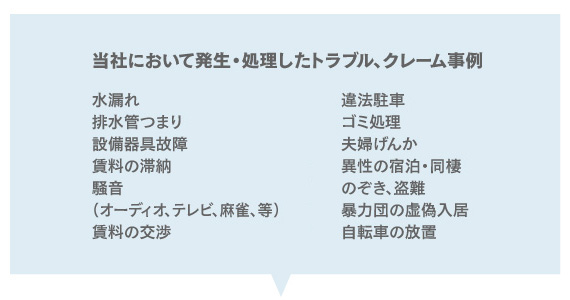 当社において発生・処理したトラブル、クレーム事例
水漏れ
排水管つまり
設備器具故障
賃料の滞納
騒音
（オーディオ、テレビ、麻雀、等）
賃料の交渉
違法駐車
ゴミ処理
夫婦げんか
異性の宿泊・同棲
のぞき、盗難
暴力団の虚偽入居
自転車の放置